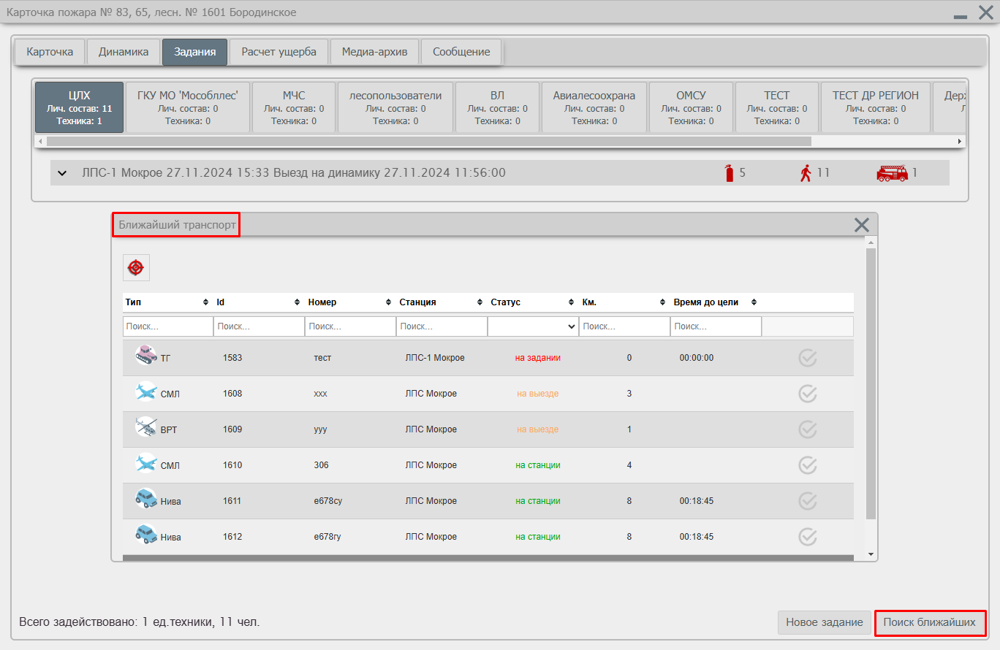 Карточка пожара № 83, 65, лесн. № 1601 Бородинское
Карточка Динамика Задания Расчет ущерба Медиа-архив Сообщение
ЦЛХ ГКУ МО 'Мособллес' МЧС лесопользователи ВЛ Авиалесоохрана ОМСУ ТЕСТ ТЕСТ ДР РЕГИОН
Лич. состав: 11 Лич. состав: 0 Лич. состав: 0 Лич. состав: 0 Лич. состав: 0 Лич. состав: 0 Лич. состав: 0 Лич. состав: 0 Лич. состав: 0
Техника: 1 Техника: 0 Техника: 0 Техника: 0 Техника: 0 Техника: 0 Техника: 0 Техника: 0 Техника: 0
ЛПС-1 Мокрое 27.11.2024 15:33 Выезд на динамику 27.11.2024 11:56:00 5 11 1
Ближайший транспорт
Тип Id Номер Станция Статус Км. Время до цели
Поиск... Поиск... Поиск... Поиск... Поиск... Поиск...
ТГ 1583 тест ЛПС-1 Мокрое на задании 0 00:00:00
СМЛ 1608 xxx ЛПС Мокрое на выезде 3
ВРТ 1609 yyy ЛПС Мокрое на выезде 1
СМЛ 1610 306 ЛПС Мокрое на станции 4
Нива 1611 е678су ЛПС Мокрое на станции 8 00:18:45
Нива 1612 е678гу ЛПС Мокрое на станции 8 00:18:45
Всего задействовано: 1 ед.техники, 11 чел. Новое задание Поиск ближайших